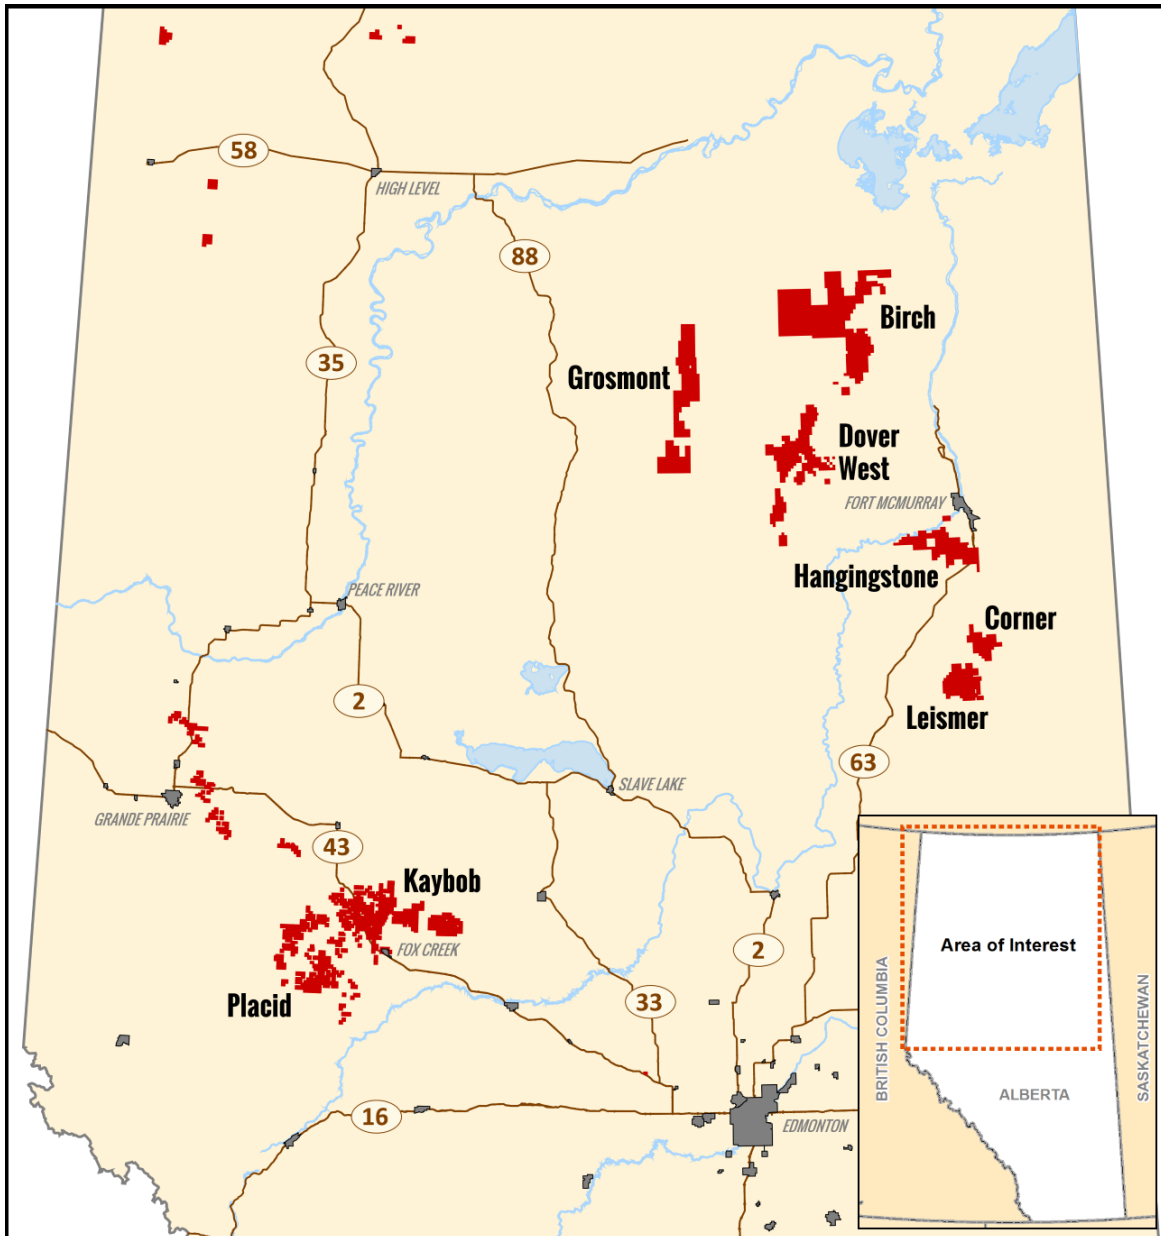 58
HIGH LEVEL
88
Birch
35
Grosmont
Dover
West
FORT MCMURRAY
Hangingstone
PEACE RIVER
Corner
2
Leismer
63
SLAVE LAKE
GRANDE PRAIRIE
43
Kaybob
FOX CREEK
2
Placid
33
16
EDMONTON
Area of Interest
BRITISH COLUMBIA
SASKATCHEWAN
ALBERTA